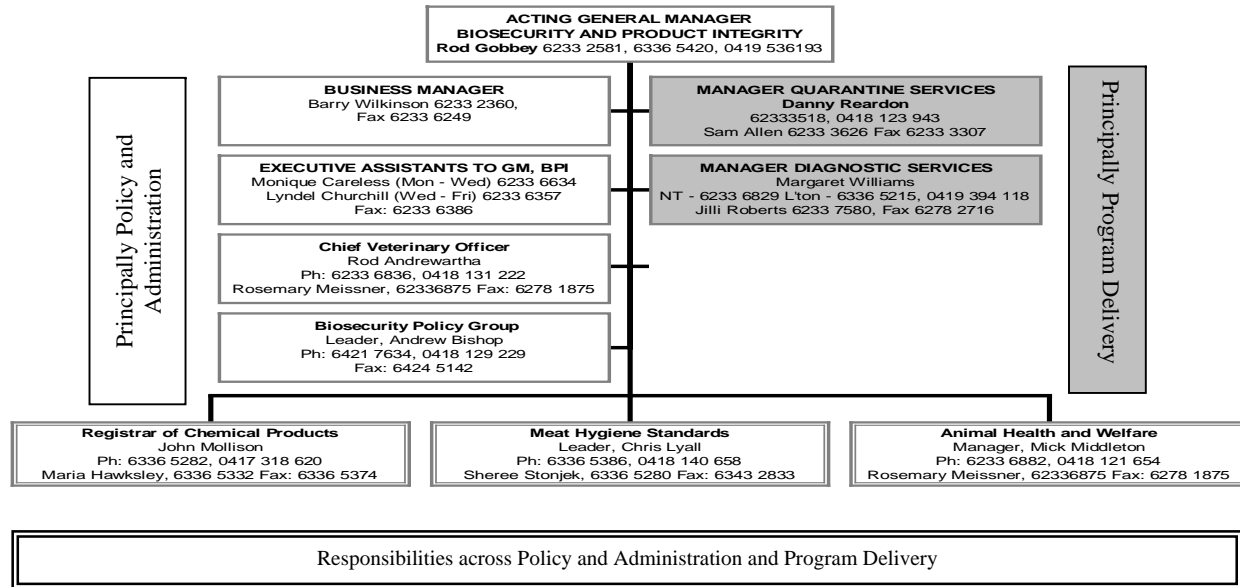 ACTING GENERAL MANAGER
BIOSECURITY AND PRODUCT INTEGRITY
Rod Gobbey 6233 2581, 6336 5420, 0419 536193
Principally Policy and
Administration
BUSINESS MANAGER
Barry Wilkinson 6233 2360,
Fax 6233 6249
EXECUTIVE ASSISTANTS TO GM, BPI
Monique Careless (Mon - Wed) 6233 6634
Lyndel Churchill (Wed - Fri) 6233 6357
Fax: 6233 6386
Chief Veterinary Officer
Rod Andrewartha
Ph: 6233 6836, 0418 131 222
Rosemary Meissner, 62336875 Fax: 6278 1875
Biosecurity Policy Group
Leader, Andrew Bishop
Ph: 6421 7634, 0418 129 229
Fax: 6424 5142
MANAGER QUARANTINE SERVICES
Danny Reardon
62333518, 0418 123 943
Sam Allen 6233 3626 Fax 6233 3307
MANAGER DIAGNOSTIC SERVICES
Margaret Williams
NT - 6233 6829 L'ton - 6336 5215, 0419 394 118
Jilli Roberts 6233 7580, Fax 6278 2716
Principally Program Delivery
Registrar of Chemical Products
John Mollison
Ph: 6336 5282, 0417 318 620
Maria Hawksley, 6336 5332 Fax: 6336 5374
Meat Hygiene Standards
Leader, Chris Lyall
Ph: 6336 5386, 0418 140 658
Sheree Stonjek, 6336 5280 Fax: 6343 2833
Animal Health and Welfare
Manager, Mick Middleton
Ph: 6233 6882, 0418 121 654
Rosemary Meissner, 62336875 Fax: 6278 1875
Responsibilities across Policy and Administration and Program Delivery